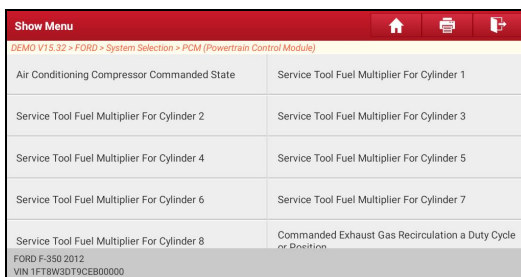 Show Menu
DEMO V15.32 > FORD > System Selection > PCM (Powertrain Control Module)
Air Conditioning Compressor Commanded State
Service Tool Fuel Multiplier For Cylinder 1
Service Tool Fuel Multiplier For Cylinder 2
Service Tool Fuel Multiplier For Cylinder 3
Service Tool Fuel Multiplier For Cylinder 4
Service Tool Fuel Multiplier For Cylinder 5
Service Tool Fuel Multiplier For Cylinder 6
Service Tool Fuel Multiplier For Cylinder 7
Service Tool Fuel Multiplier For Cylinder 8
Commanded Exhaust Gas Recirculation a Duty Cycle
or Position
FORD F-350 2012
VIN 1FT8W3DT9CEB00000